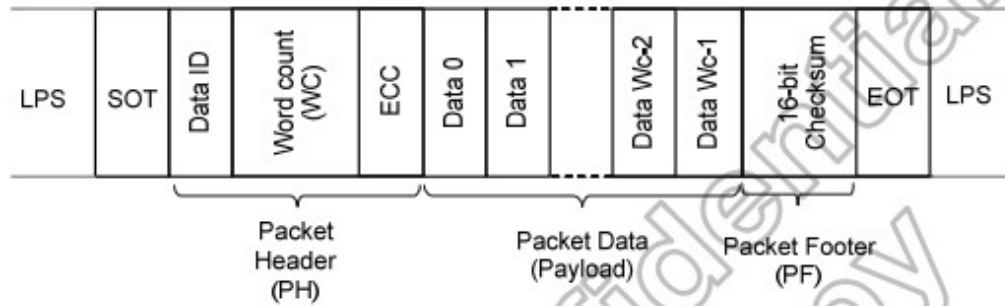 LPS
SOT
Data ID
Word count
(WC)
ECC
Data 0
Data 1
Data Wc-2
Data Wc-1
16-bit
Checksum
EOT
LPS
Packet
Header
(PH)
Packet Data
(Payload)
Packet Footer
(PF)